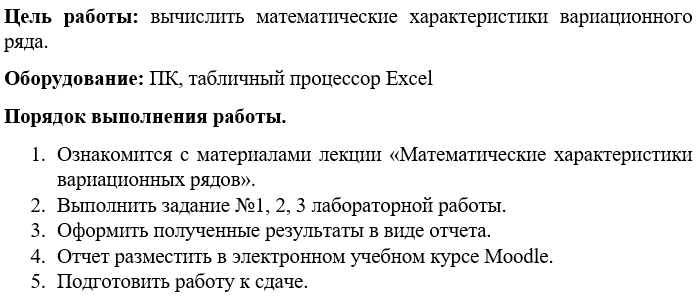 Цель работы: вычислить математические характеристики вариационного
ряда.
Оборудование: ПК, табличный процессор Excel
Порядок выполнения работы.
1. Ознакомится с материалами лекции «Математические характеристики
вариационных рядов».
2. Выполнить задание №1, 2, 3 лабораторной работы.
3. Оформить полученные результаты в виде отчета.
4. Отчет разместить в электронном учебном курсе Moodle.
5. Подготовить работу к сдаче.